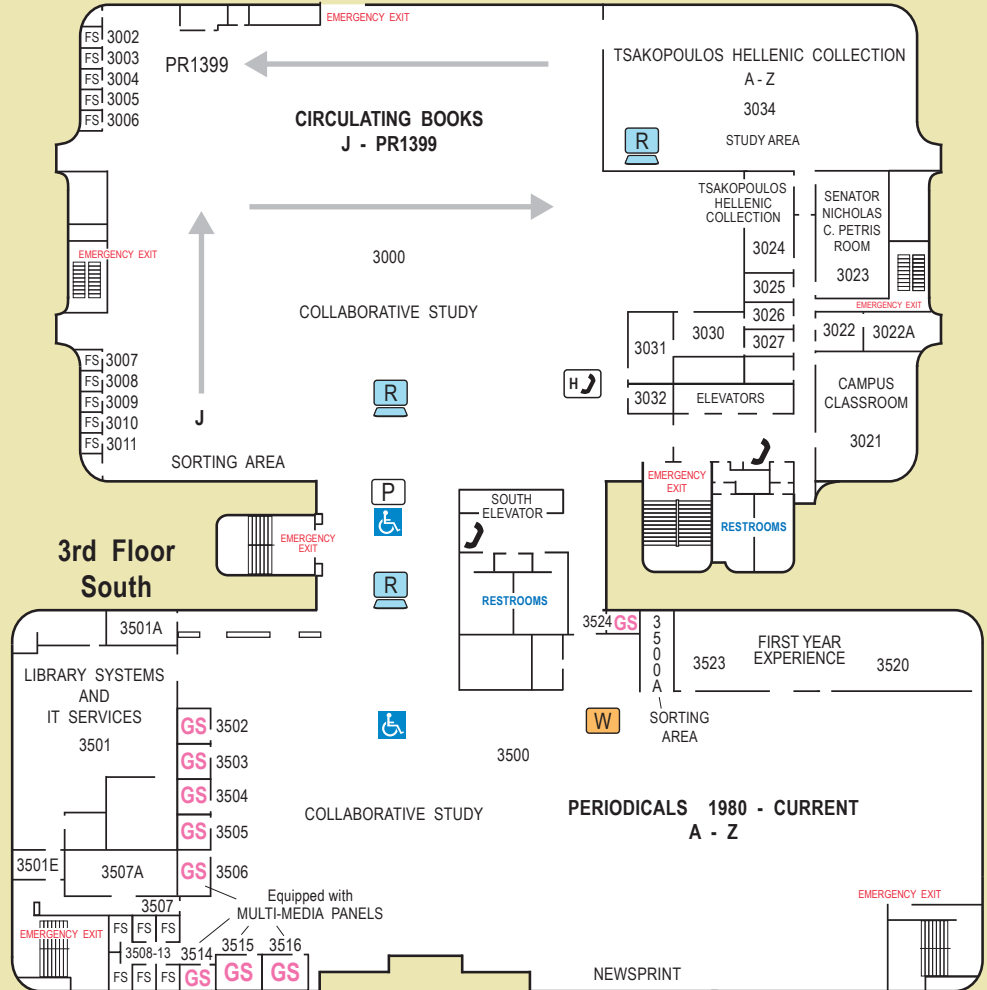 EMERGENCY EXIT
FS 3002
FS 3003
FS 3004
FS 3005
FS 3006
PR1399
CIRCULATING BOOKS
J - PR1399
TSAKOPOULOS HELLENIC COLLECTION
A - Z
3034
STUDY AREA
R
TSAKOPOULOS
HELLENIC
COLLECTION
SENATOR
NICHOLAS
C. PETRIS
ROOM
3023
3024
3025
3026
3027
EMERGENCY EXIT
EMERGENCY EXIT
3000
COLLABORATIVE STUDY
3022
3022A
3030
3031
3032
ELEVATORS
CAMPUS
CLASSROOM
3021
FS 3007
FS 3008
FS 3009
FS 3010
FS 3011
J
R
H
SORTING AREA
P
SOUTH
ELEVATOR
EMERGENCY
EXIT
RESTROOMS
EMERGENCY
EXIT
3rd Floor
South
R
RESTROOMS
3501A
3524 GS
3500A
SORTING
AREA
3523
FIRST YEAR
EXPERIENCE
3520
LIBRARY SYSTEMS
AND
IT SERVICES
3501
GS 3502
GS 3503
GS 3504
GS 3505
GS 3506
W
3500
COLLABORATIVE STUDY
PERIODICALS 1980 - CURRENT
A - Z
3501E
3507A
3507
Equipped with
MULTI-MEDIA PANELS
EMERGENCY EXIT
EMERGENCY EXIT
FS FS FS
3508-13
3514
3515
3516
FS FS FS
GS GS GS
NEWSPRINT